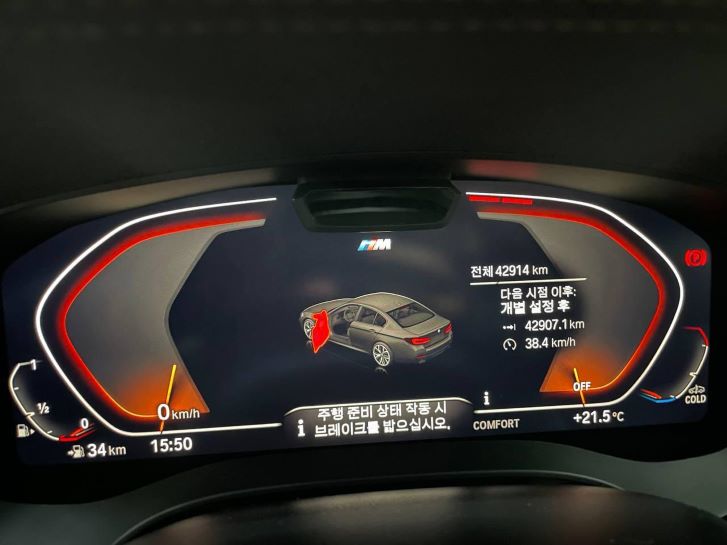 M
전체 42914 km
다음 시점 이후:
개별 설정 후
42907.1 km
38.4 km/h
P
1
1/2
0
0 km/h
OFF
COLD
34 km
15:50
i 주행 준비 상태 작동 시
브레이크를 밟으십시오.
i
COMFORT
+21.5 °C